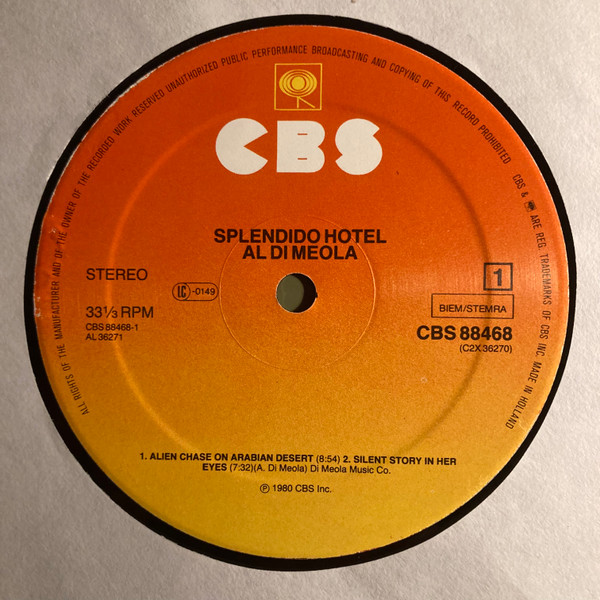 ALL RIGHTS OF THE MANUFACTURER AND OF THE OWNER OF THE RECORDED WORK RESERVED UNAUTHORIZED PUBLIC PERFORMANCE BROADCASTING AND COPYING OF THIS RECORD PROHIBITED CBS & ARE REG. TRADEMARKS OF CBS INC. MADE IN HOLLAND
CBS
SPLENDIDO HOTEL
AL DI MEOLA
STEREO
LC-0149
1
33⅓ RPM
BIEM/STEMRA
CBS 88468-1
CBS 88468
AL 36271
(C2X 36270)
1. ALIEN CHASE ON ARABIAN DESERT (8:54) 2. SILENT STORY IN HER
EYES (7:32)(A. Di Meola) Di Meola Music Co.
℗ 1980 CBS Inc.